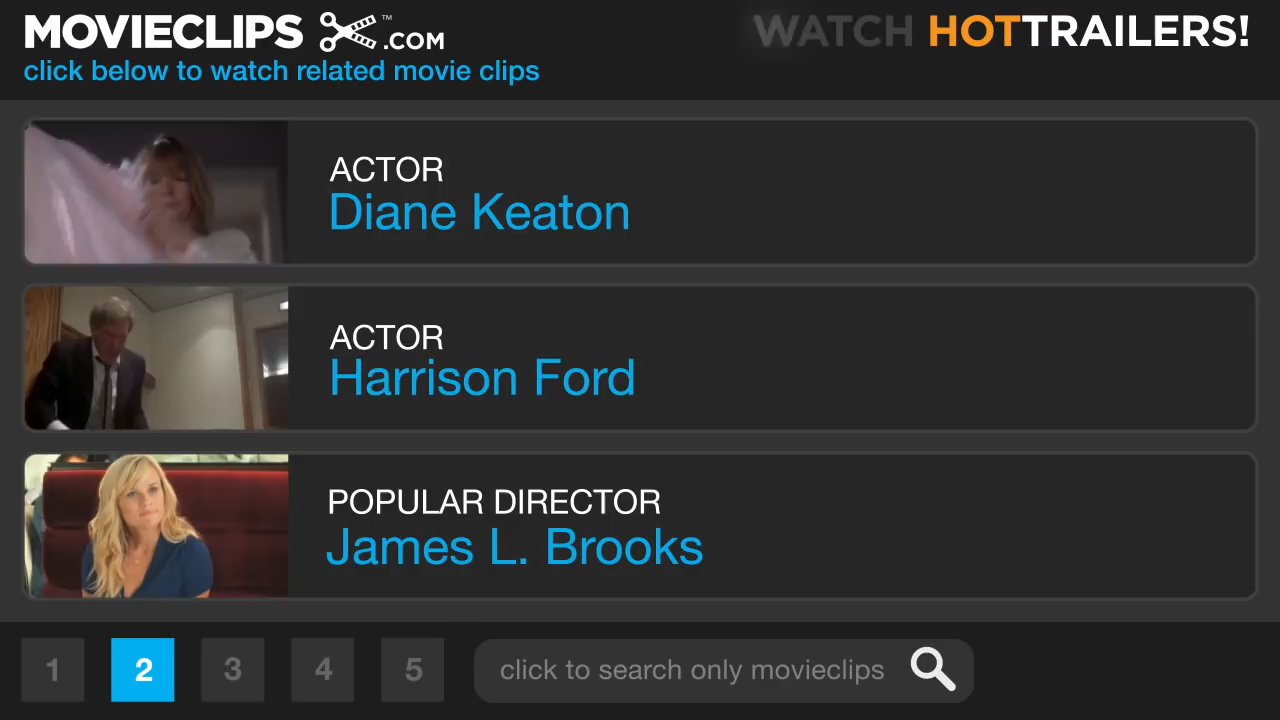 MOVIECLIPS ™ .COM
WATCH HOTTRAILERS!
click below to watch related movie clips
ACTOR
Diane Keaton
ACTOR
Harrison Ford
POPULAR DIRECTOR
James L. Brooks
1 2 3 4 5
click to search only movieclips